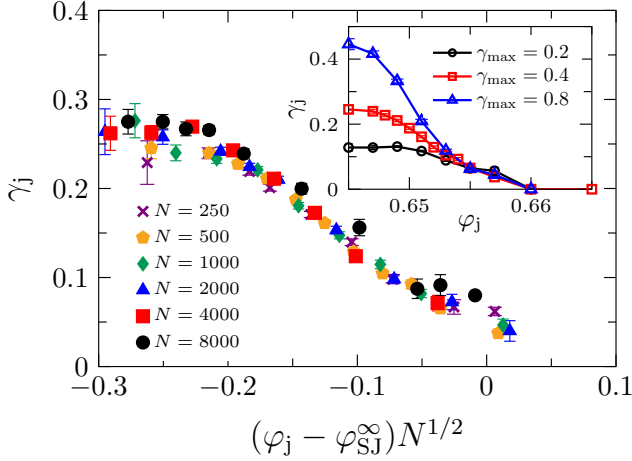 γj
0.4
0.3
0.2
0.1
0
−0.3
−0.2
−0.1
0
0.1
(φj − φSJ^∞)N^1/2
N = 250
N = 500
N = 1000
N = 2000
N = 4000
N = 8000
γj
0.4
0.2
0
0.65
0.66
φj
γmax = 0.2
γmax = 0.4
γmax = 0.8